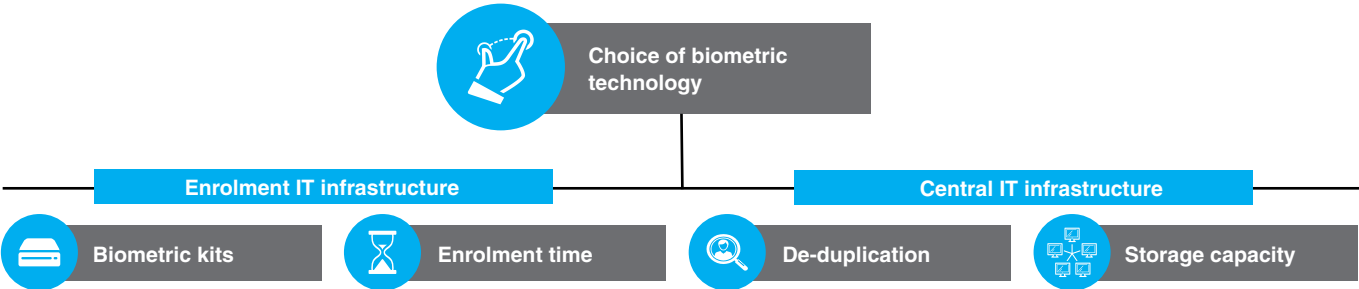 Choice of biometric
technology
Enrolment IT infrastructure
Central IT infrastructure
Biometric kits
Enrolment time
De-duplication
Storage capacity